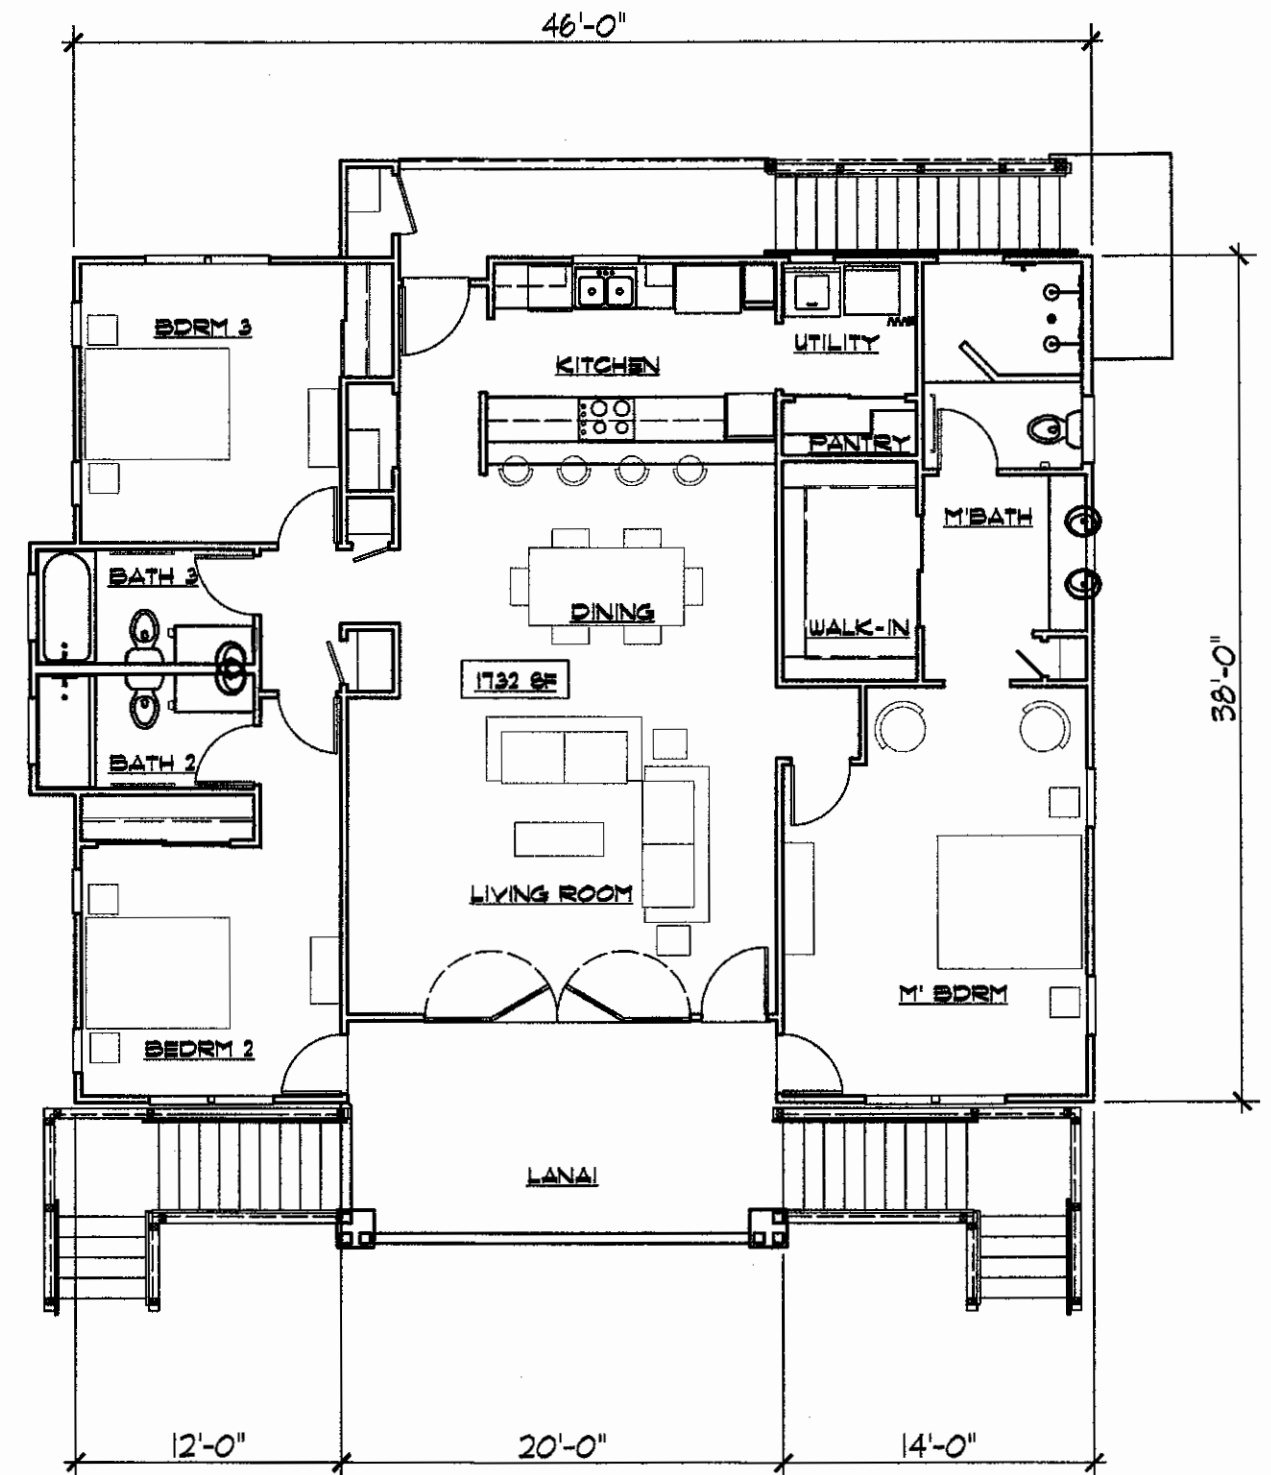 46'-0"
BDRM 3
KITCHEN
UTILITY
PANTRY
M'BATH
BATH 3
DINING
WALK-IN
1732 SF
38'-0"
BATH 2
LIVING ROOM
M' BDRM
BEDRM 2
LANAI
12'-0"
20'-0"
14'-0"